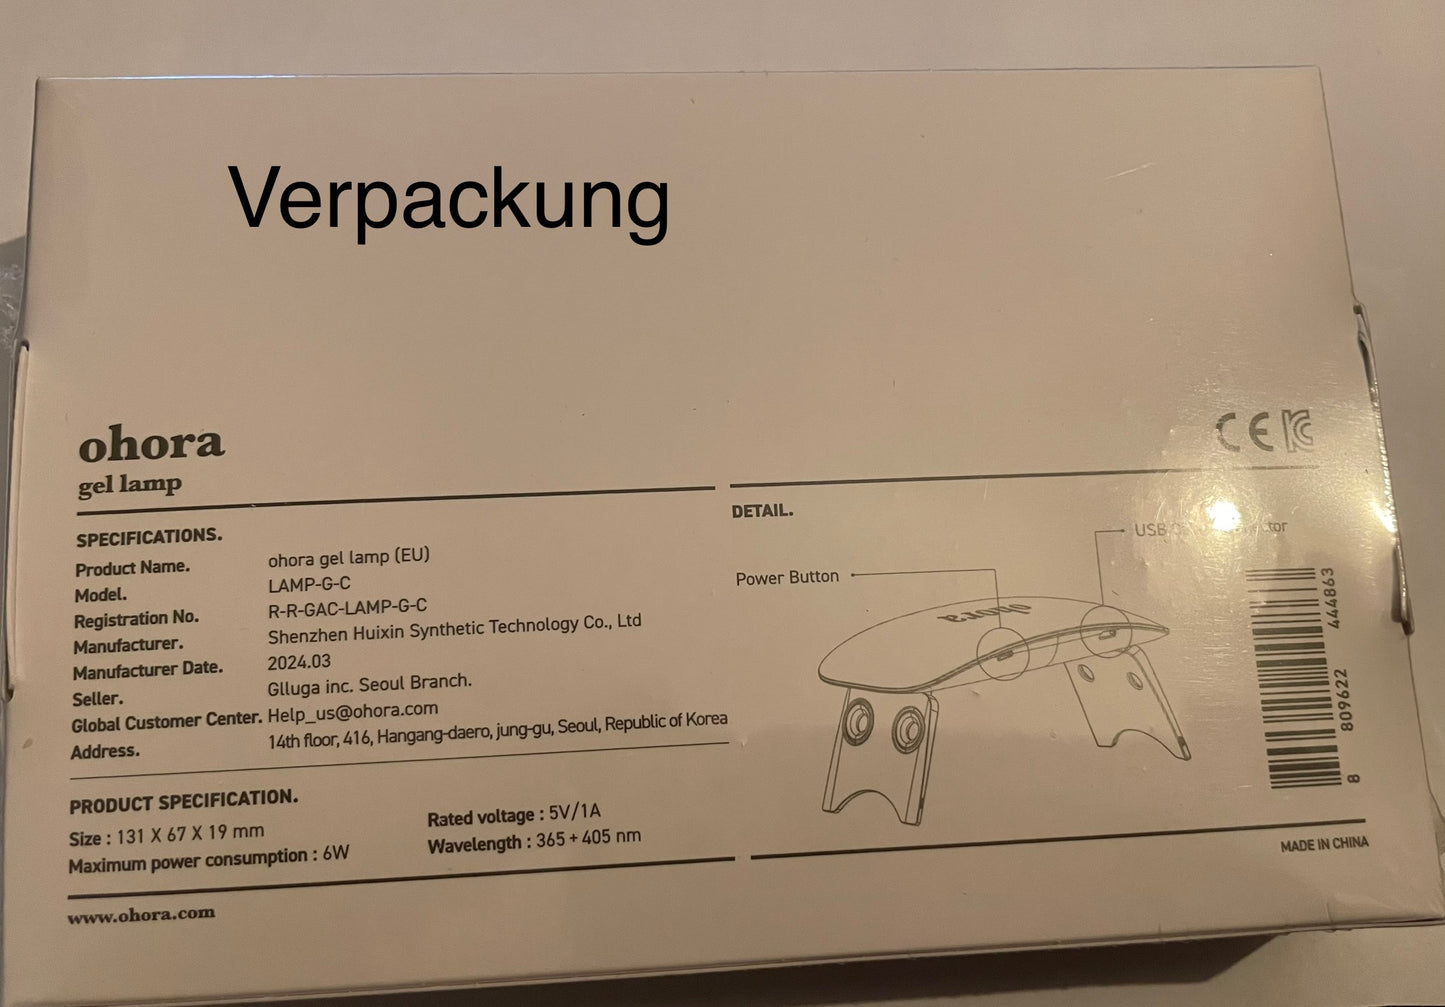 Verpackung
ohora
gel lamp
CE
SPECIFICATIONS.
Product Name. ohora gel lamp (EU)
Model. LAMP-G-C
Registration No. R-R-GAC-LAMP-G-C
Manufacturer. Shenzhen Huixin Synthetic Technology Co., Ltd
Manufacturer Date. 2024.03
Seller. Glluga inc. Seoul Branch.
Global Customer Center. Help_us@ohora.com
Address. 14th floor, 416, Hangang-daero, jung-gu, Seoul, Republic of Korea
PRODUCT SPECIFICATION.
Size : 131 X 67 X 19 mm
Maximum power consumption : 6W
Rated voltage : 5V/1A
Wavelength : 365 + 405 nm
www.ohora.com
DETAIL.
USB
Power Button
ohora
8 809622 444863
MADE IN CHINA